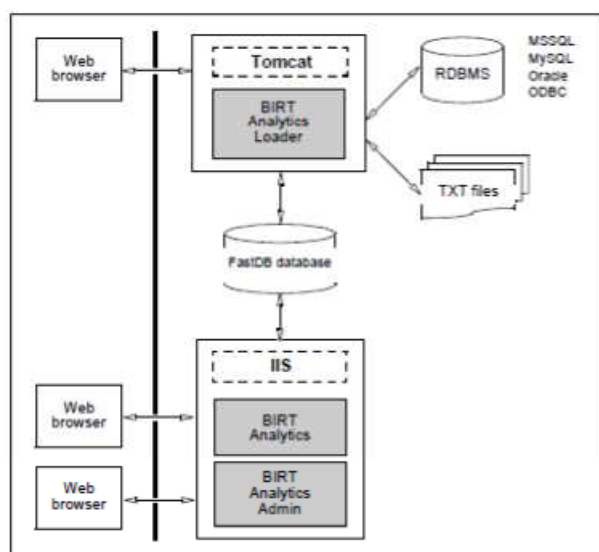 Web
browser
Tomcat
BIRT
Analytics
Loader
RDBMS
MSSQL
MySQL
Oracle
ODBC
TXT files
FastDB database
IIS
Web
browser
BIRT
Analytics
Web
browser
BIRT
Analytics
Admin